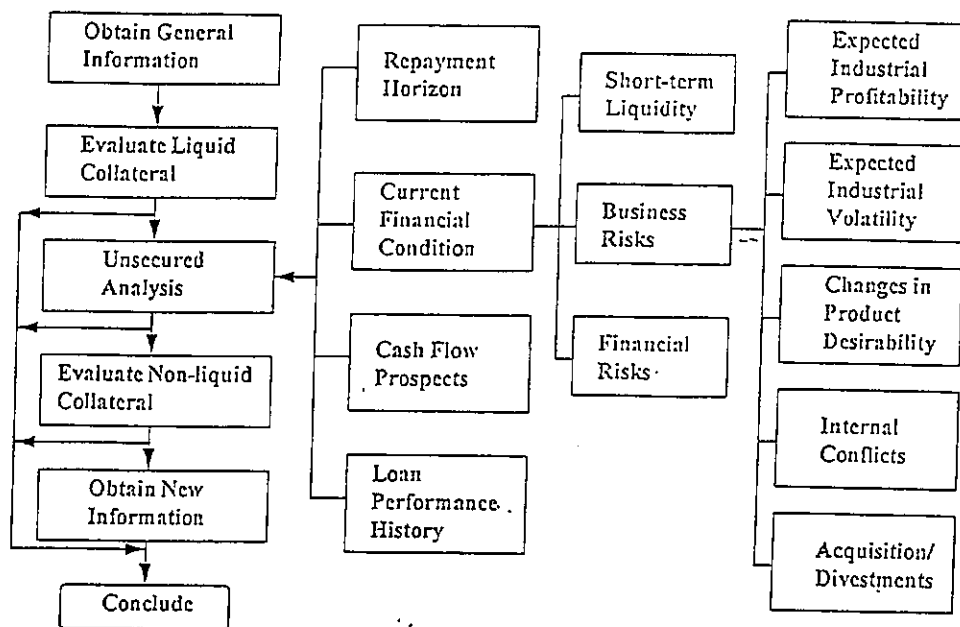 Obtain General
Information
Evaluate Liquid
Collateral
Unsecured
Analysis
Evaluate Non-liquid
Collateral
Obtain New
Information
Conclude
Repayment
Horizon
Current
Financial
Condition
Cash Flow
Prospects
Loan
Performance
History
Short-term
Liquidity
Business
Risks
Financial
Risks
Expected
Industrial
Profitability
Expected
Industrial
Volatility
Changes in
Product
Desirability
Internal
Conflicts
Acquisition/
Divestments